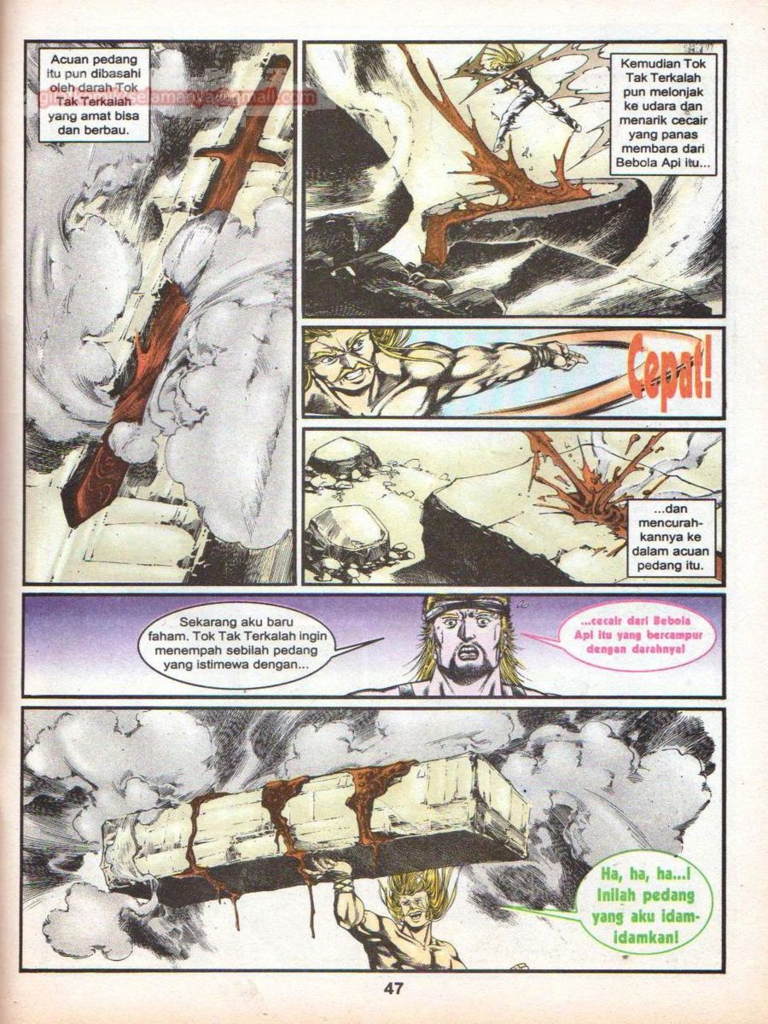 Acuan pedang
itu pun dibasahi
oleh darah Tok
Tak Terkalah
yang amat bisa
dan berbau.
Kemudian Tok
Tak Terkalah
pun melonjak
ke udara dan
menarik cecair
yang panas
membara dari
Bebola Api itu...
Cepat!
...dan
mencurah-
kannya ke
dalam acuan
pedang itu.
Sekarang aku baru
faham. Tok Tak Terkalah ingin
menempah sebilah pedang
yang istimewa dengan...
...cecair dari Bebola
Api itu yang bercampur
dengan darahnya!
Ha, ha, ha...!
Inilah pedang
yang aku idam-
idamkan!
47